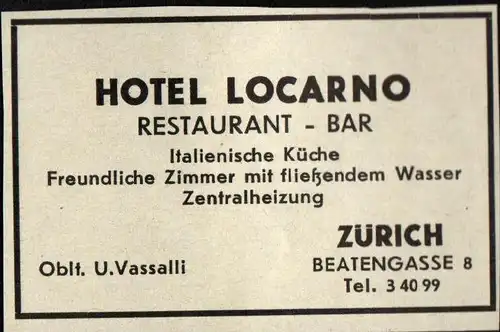 HOTEL LOCARNO
RESTAURANT - BAR
Italienische Küche
Freundliche Zimmer mit fließendem Wasser
Zentralheizung
ZÜRICH
Oblt. U.Vassalli
BEATENGASSE 8
Tel. 3 40 99